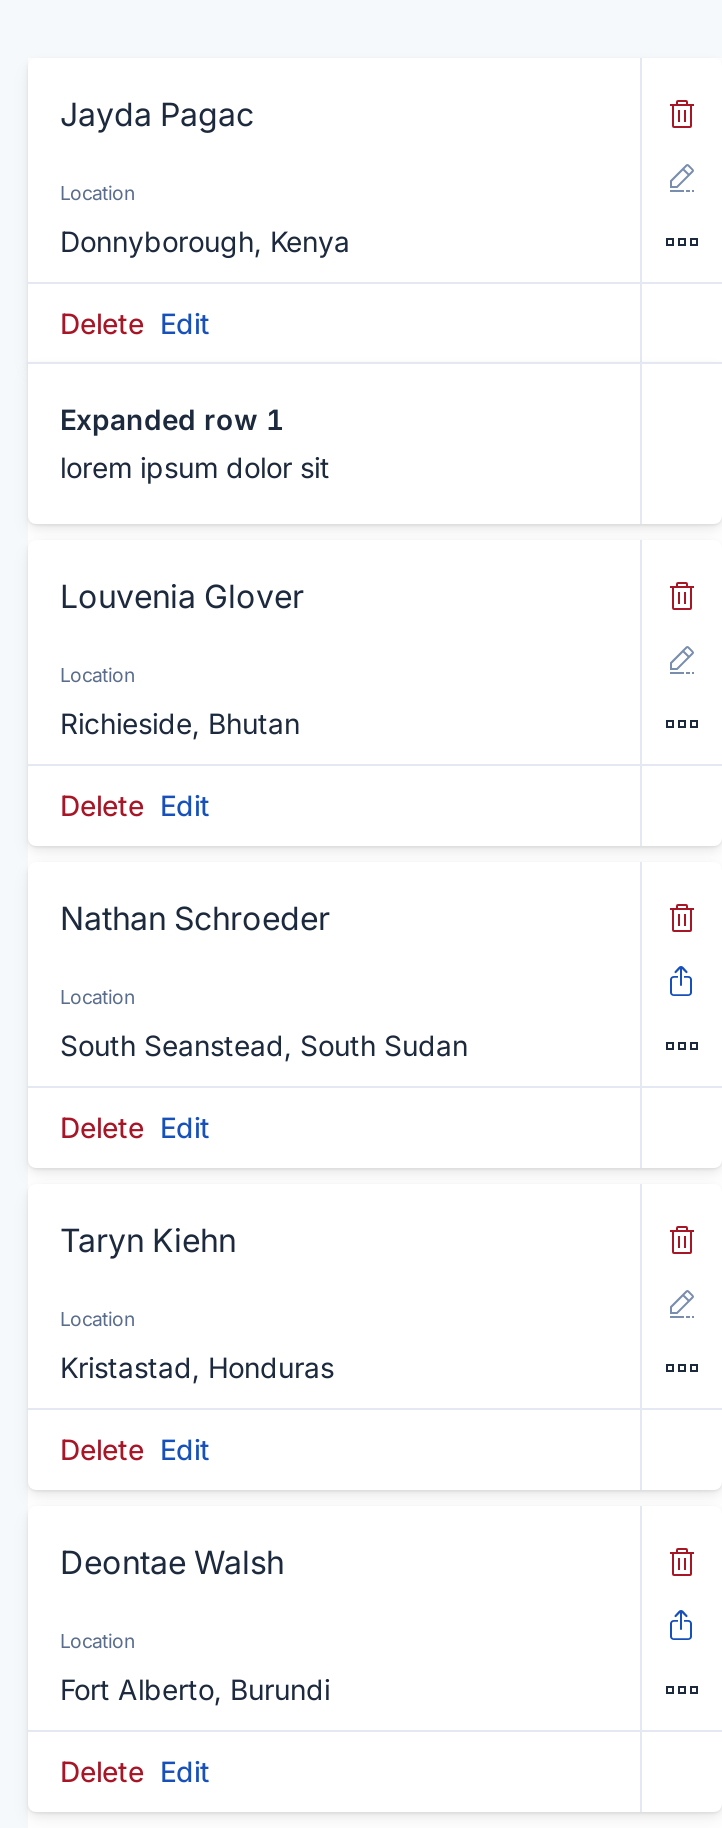 Jayda Pagac
Location
Donnyborough, Kenya
Delete Edit
Expanded row 1
lorem ipsum dolor sit
Louvenia Glover
Location
Richieside, Bhutan
Delete Edit
Nathan Schroeder
Location
South Seanstead, South Sudan
Delete Edit
Taryn Kiehn
Location
Kristastad, Honduras
Delete Edit
Deontae Walsh
Location
Fort Alberto, Burundi
Delete Edit